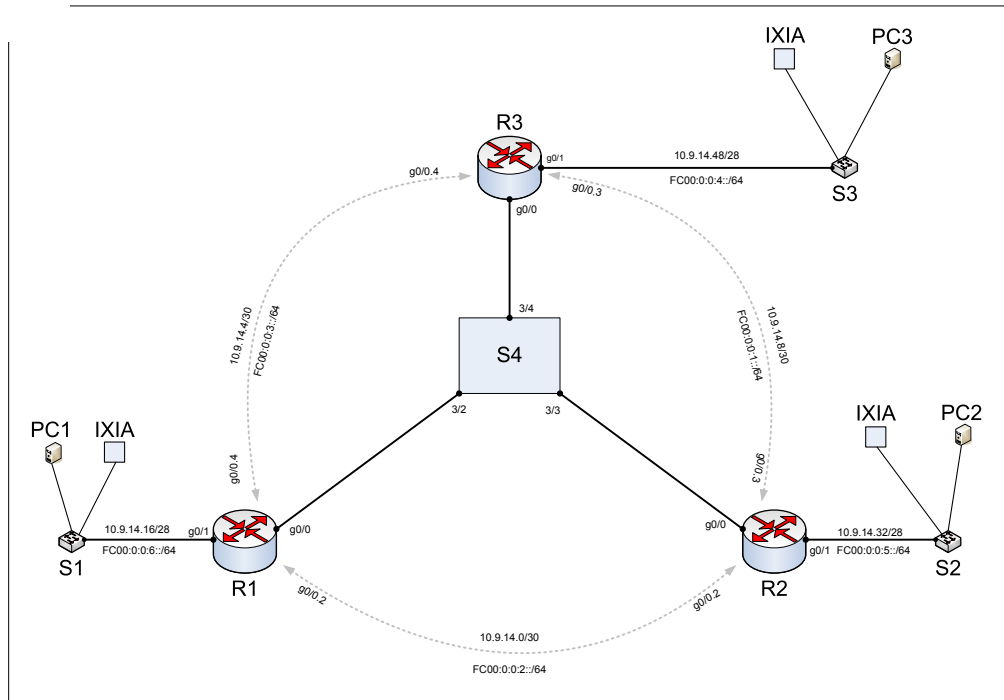 IXIA
PC3
R3
g0/1
10.9.14.48/28
FC00:0:0:4::/64
S3
g0/0.4
g0/0.3
g0/0
10.9.14.4/30
FC00:0:0:3::/64
10.9.14.8/30
FC00:0:0:1::/64
3/4
S4
3/2
3/3
PC1
IXIA
IXIA
PC2
g0/0.4
g0/0.3
10.9.14.16/28
FC00:0:0:6::/64
g0/1
g0/0
S1
R1
g0/0
10.9.14.32/28
g0/1
FC00:0:0:5::/64
R2
S2
g0/0.2
g0/0.2
10.9.14.0/30
FC00:0:0:2::/64